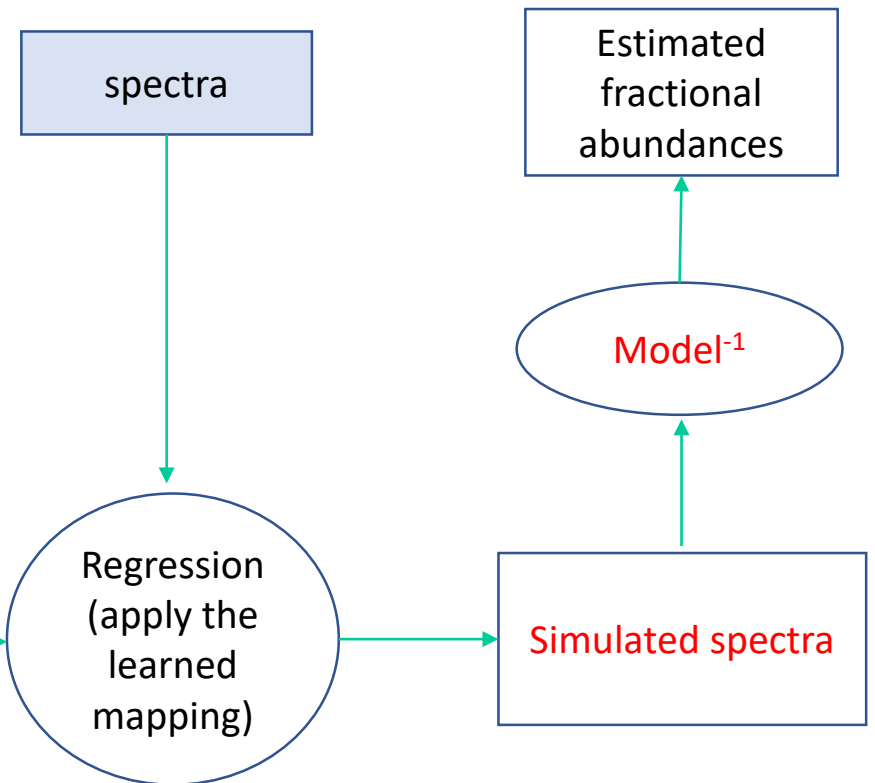 spectra
Estimated
fractional
abundances
Model⁻¹
Regression
(apply the
learned
mapping)
Simulated spectra